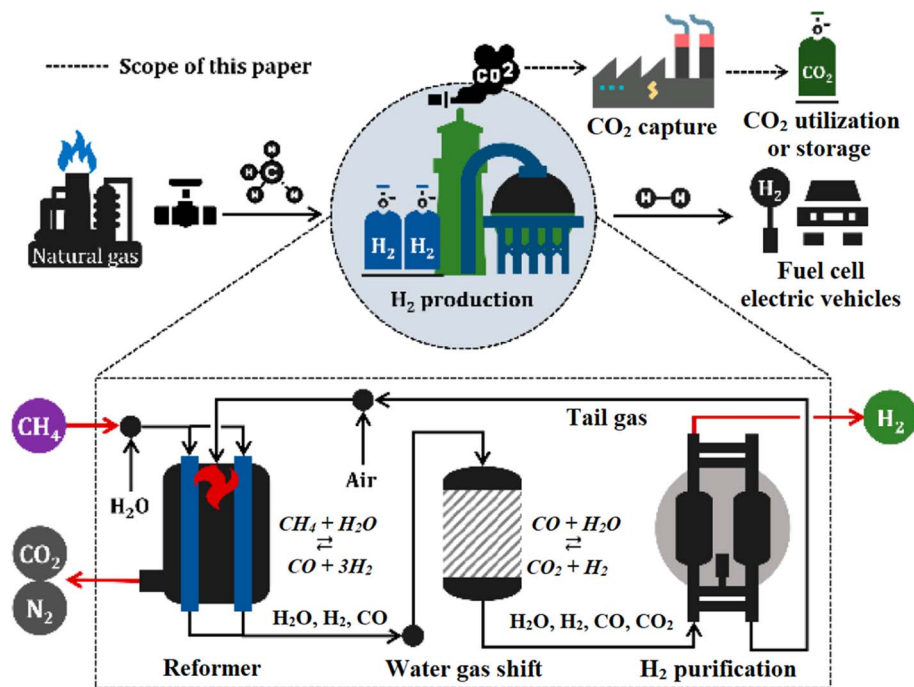 Scope of this paper
CO2
O-
CO2
CO2 capture
CO2 utilization
or storage
H
H
C
H
H
Natural gas
O-
O-
H2
H2
H2 production
H
H
H2
Fuel cell
electric vehicles
CH4
H2O
Air
Tail gas
H2
CH4 + H2O
⇄
CO + 3H2
CO + H2O
⇄
CO2 + H2
CO2
N2
H2O, H2, CO
H2O, H2, CO, CO2
Reformer
Water gas shift
H2 purification